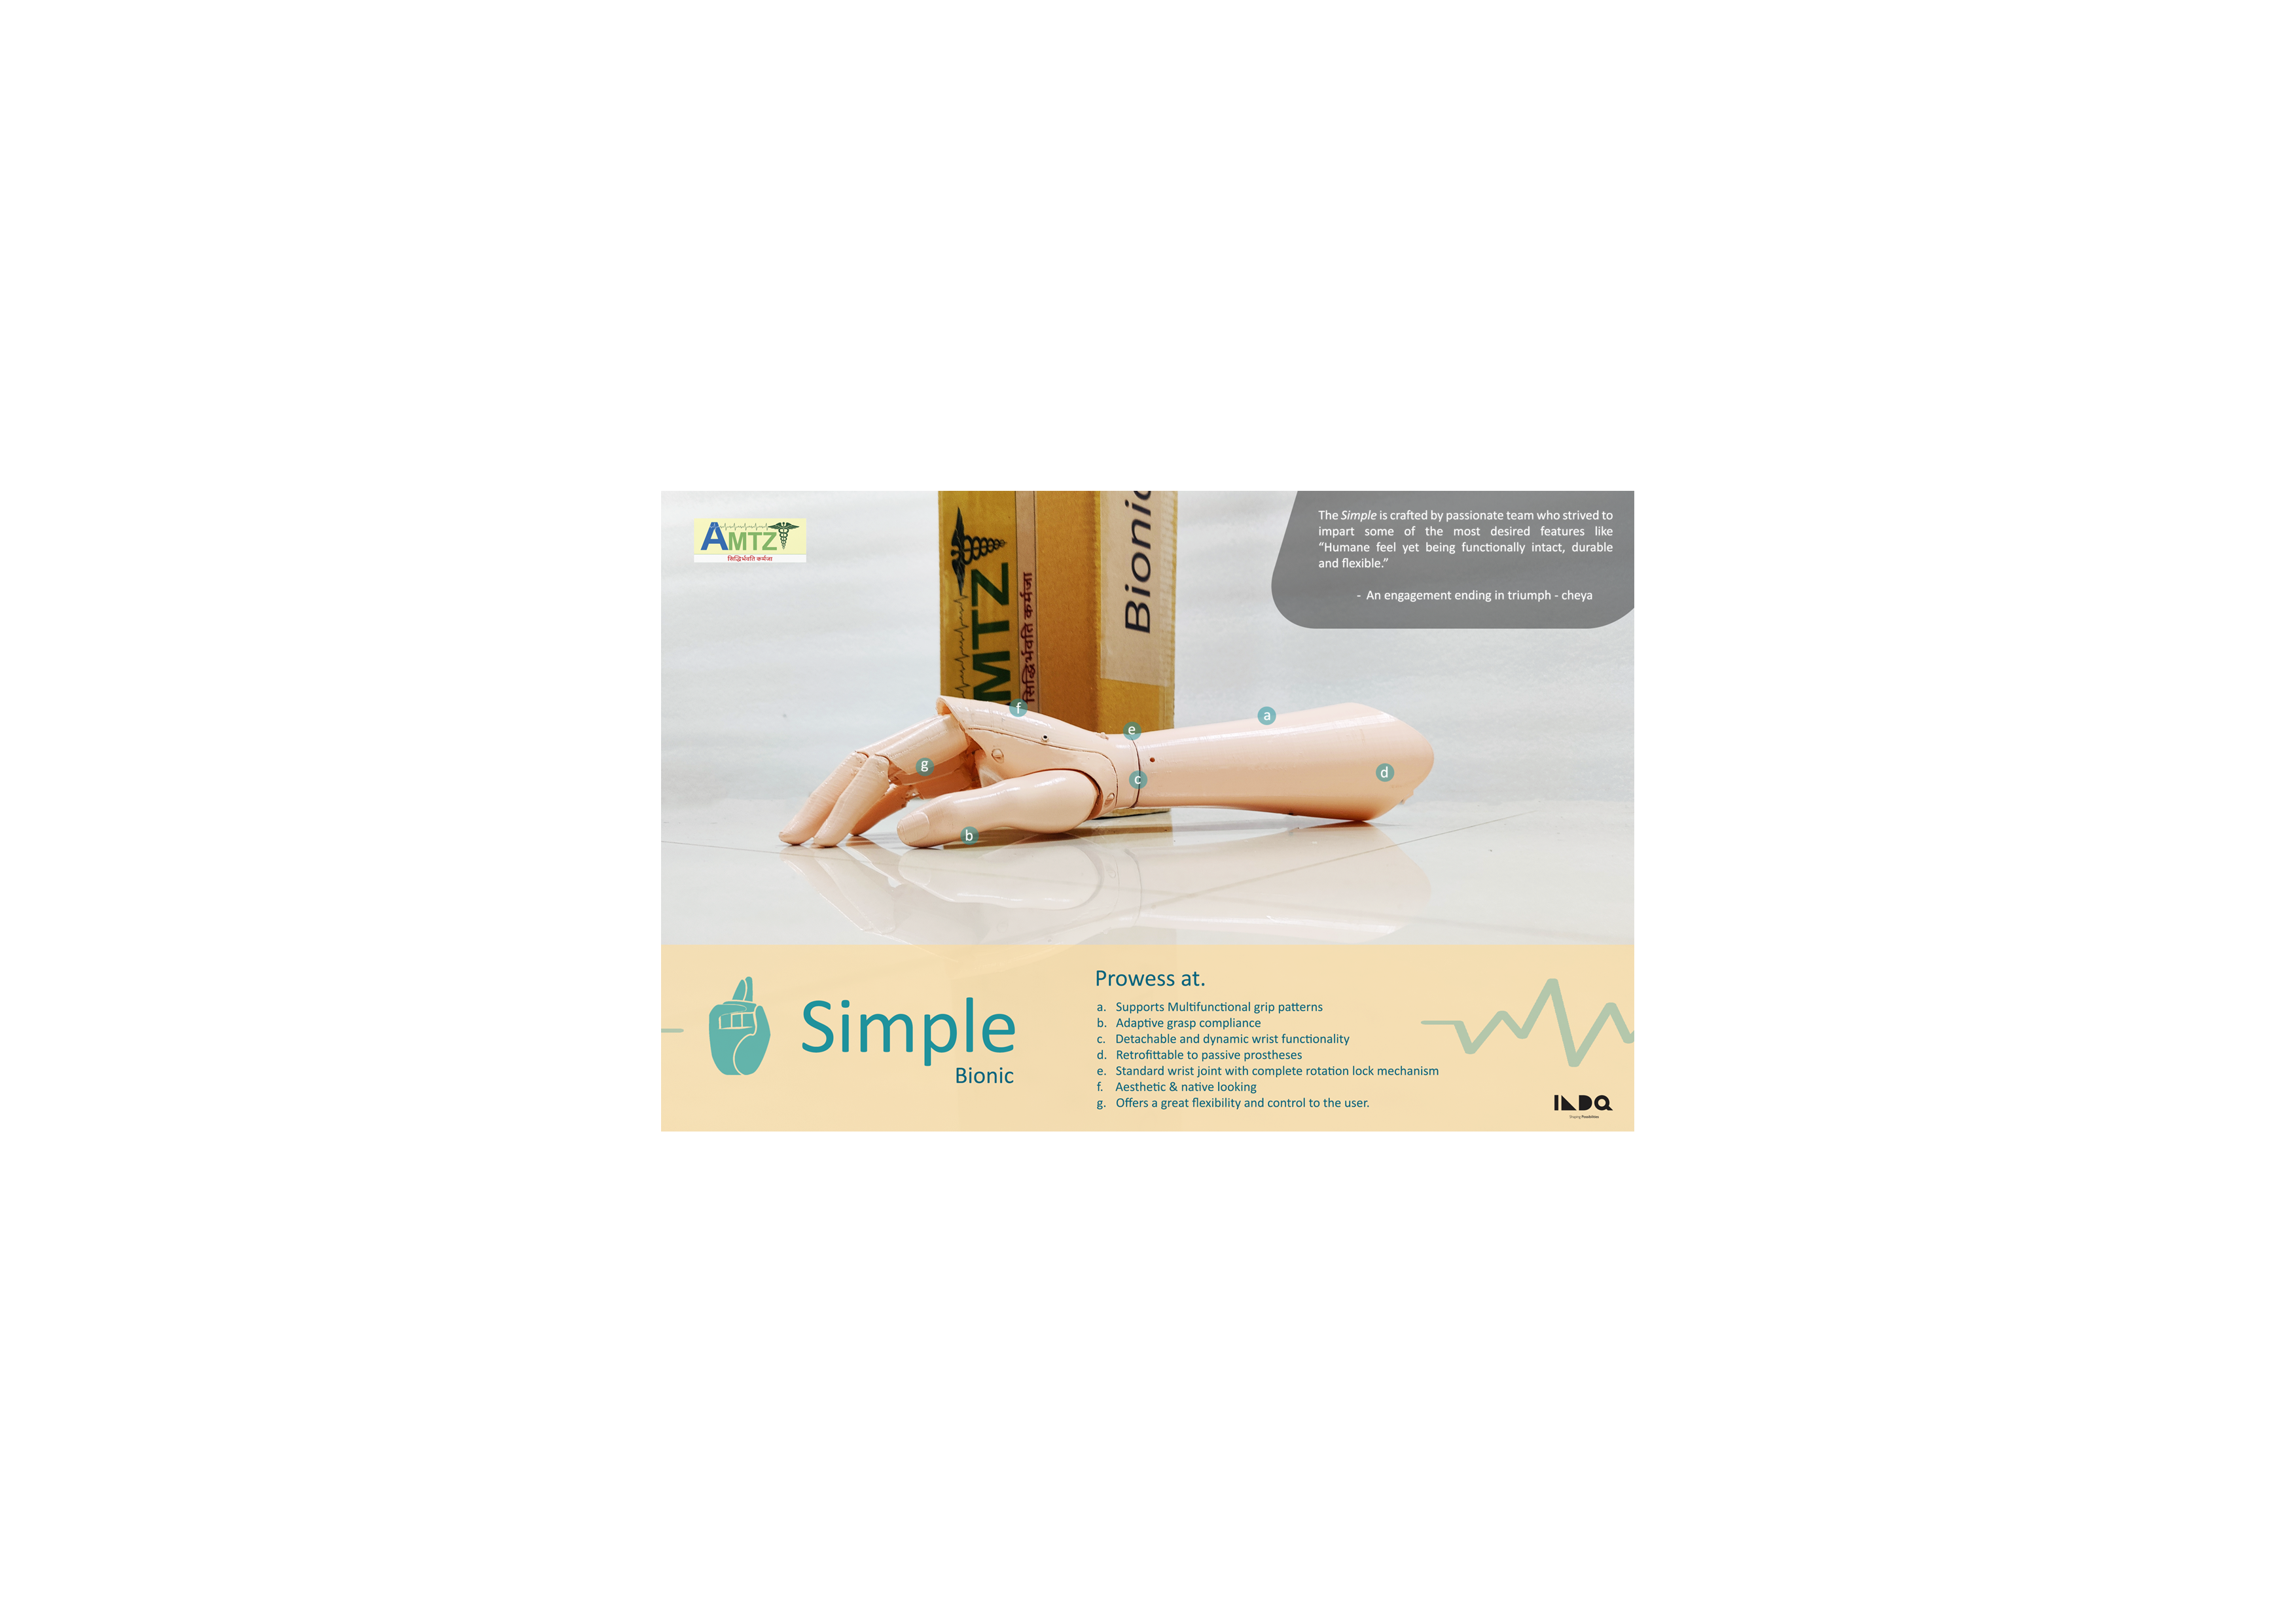 AMTZ
सिद्धिर्भवति कर्मजा
MTZ
सिद्धिर्भवति कर्मजा
Bionic
The Simple is crafted by passionate team who strived to
impart some of the most desired features like
“Humane feel yet being functionally intact, durable
and flexible.”
- An engagement ending in triumph - cheya
f
e
a
g
c
d
b
Simple
Bionic
Prowess at.
a. Supports Multifunctional grip patterns
b. Adaptive grasp compliance
c. Detachable and dynamic wrist functionality
d. Retrofittable to passive prostheses
e. Standard wrist joint with complete rotation lock mechanism
f. Aesthetic & native looking
g. Offers a great flexibility and control to the user.
INDQ